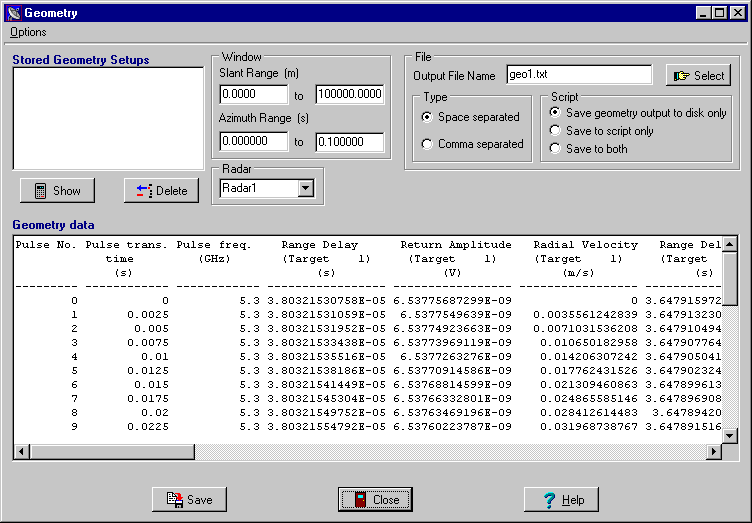 Geometry
Options
Stored Geometry Setups
Show
Delete
Window
Slant Range (m)
0.0000 to 100000.0000
Azimuth Range (s)
0.000000 to 0.100000
Radar
Radar1
File
Output File Name geo1.txt Select
Type
Space separated
Comma separated
Script
Save geometry output to disk only
Save to script only
Save to both
Geometry data
Pulse No. Pulse trans. Pulse freq. Range Delay Return Amplitude Radial Velocity Range Del
time (GHz) (Target 1) (Target 1) (Target 1) (Target
(s) (s) (V) (m/s) (s)
---------- ------------ ----------- ---------------- ---------------- ---------------- ----------
0 0 5.3 3.80321530758E-05 6.53775687299E-09 0 3.647915972
1 0.0025 5.3 3.80321531059E-05 6.5377549639E-09 0.0035561242839 3.647913230
2 0.005 5.3 3.80321531952E-05 6.53774923663E-09 0.0071031536208 3.647910494
3 0.0075 5.3 3.80321533438E-05 6.53773969119E-09 0.010650182958 3.647907764
4 0.01 5.3 3.80321535516E-05 6.5377263276E-09 0.014206307242 3.647905041
5 0.0125 5.3 3.80321538186E-05 6.53770914586E-09 0.017762431526 3.647902324
6 0.015 5.3 3.80321541449E-05 6.53768814599E-09 0.021309460863 3.647899613
7 0.0175 5.3 3.80321545304E-05 6.53766332801E-09 0.024865585146 3.647896908
8 0.02 5.3 3.80321549752E-05 6.53763469196E-09 0.028412614483 3.64789420
9 0.0225 5.3 3.80321554792E-05 6.53760223787E-09 0.031968738767 3.647891516
Save
Close
Help